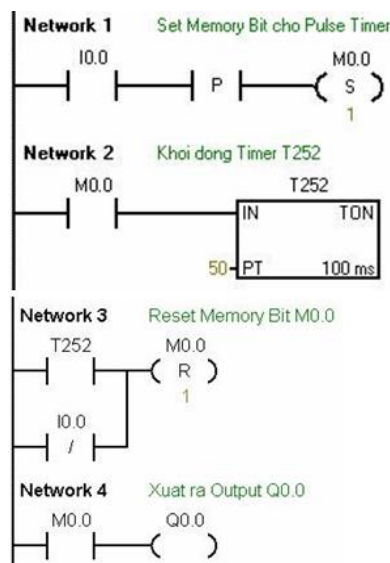 Network 1 Set Memory Bit cho Pulse Timer
I0.0 M0.0
P S
1
Network 2 Khoi dong Timer T252
M0.0 T252
IN TON
50 PT 100 ms
Network 3 Reset Memory Bit M0.0
T252 M0.0
R
1
I0.0
/
Network 4 Xuat ra Output Q0.0
M0.0 Q0.0